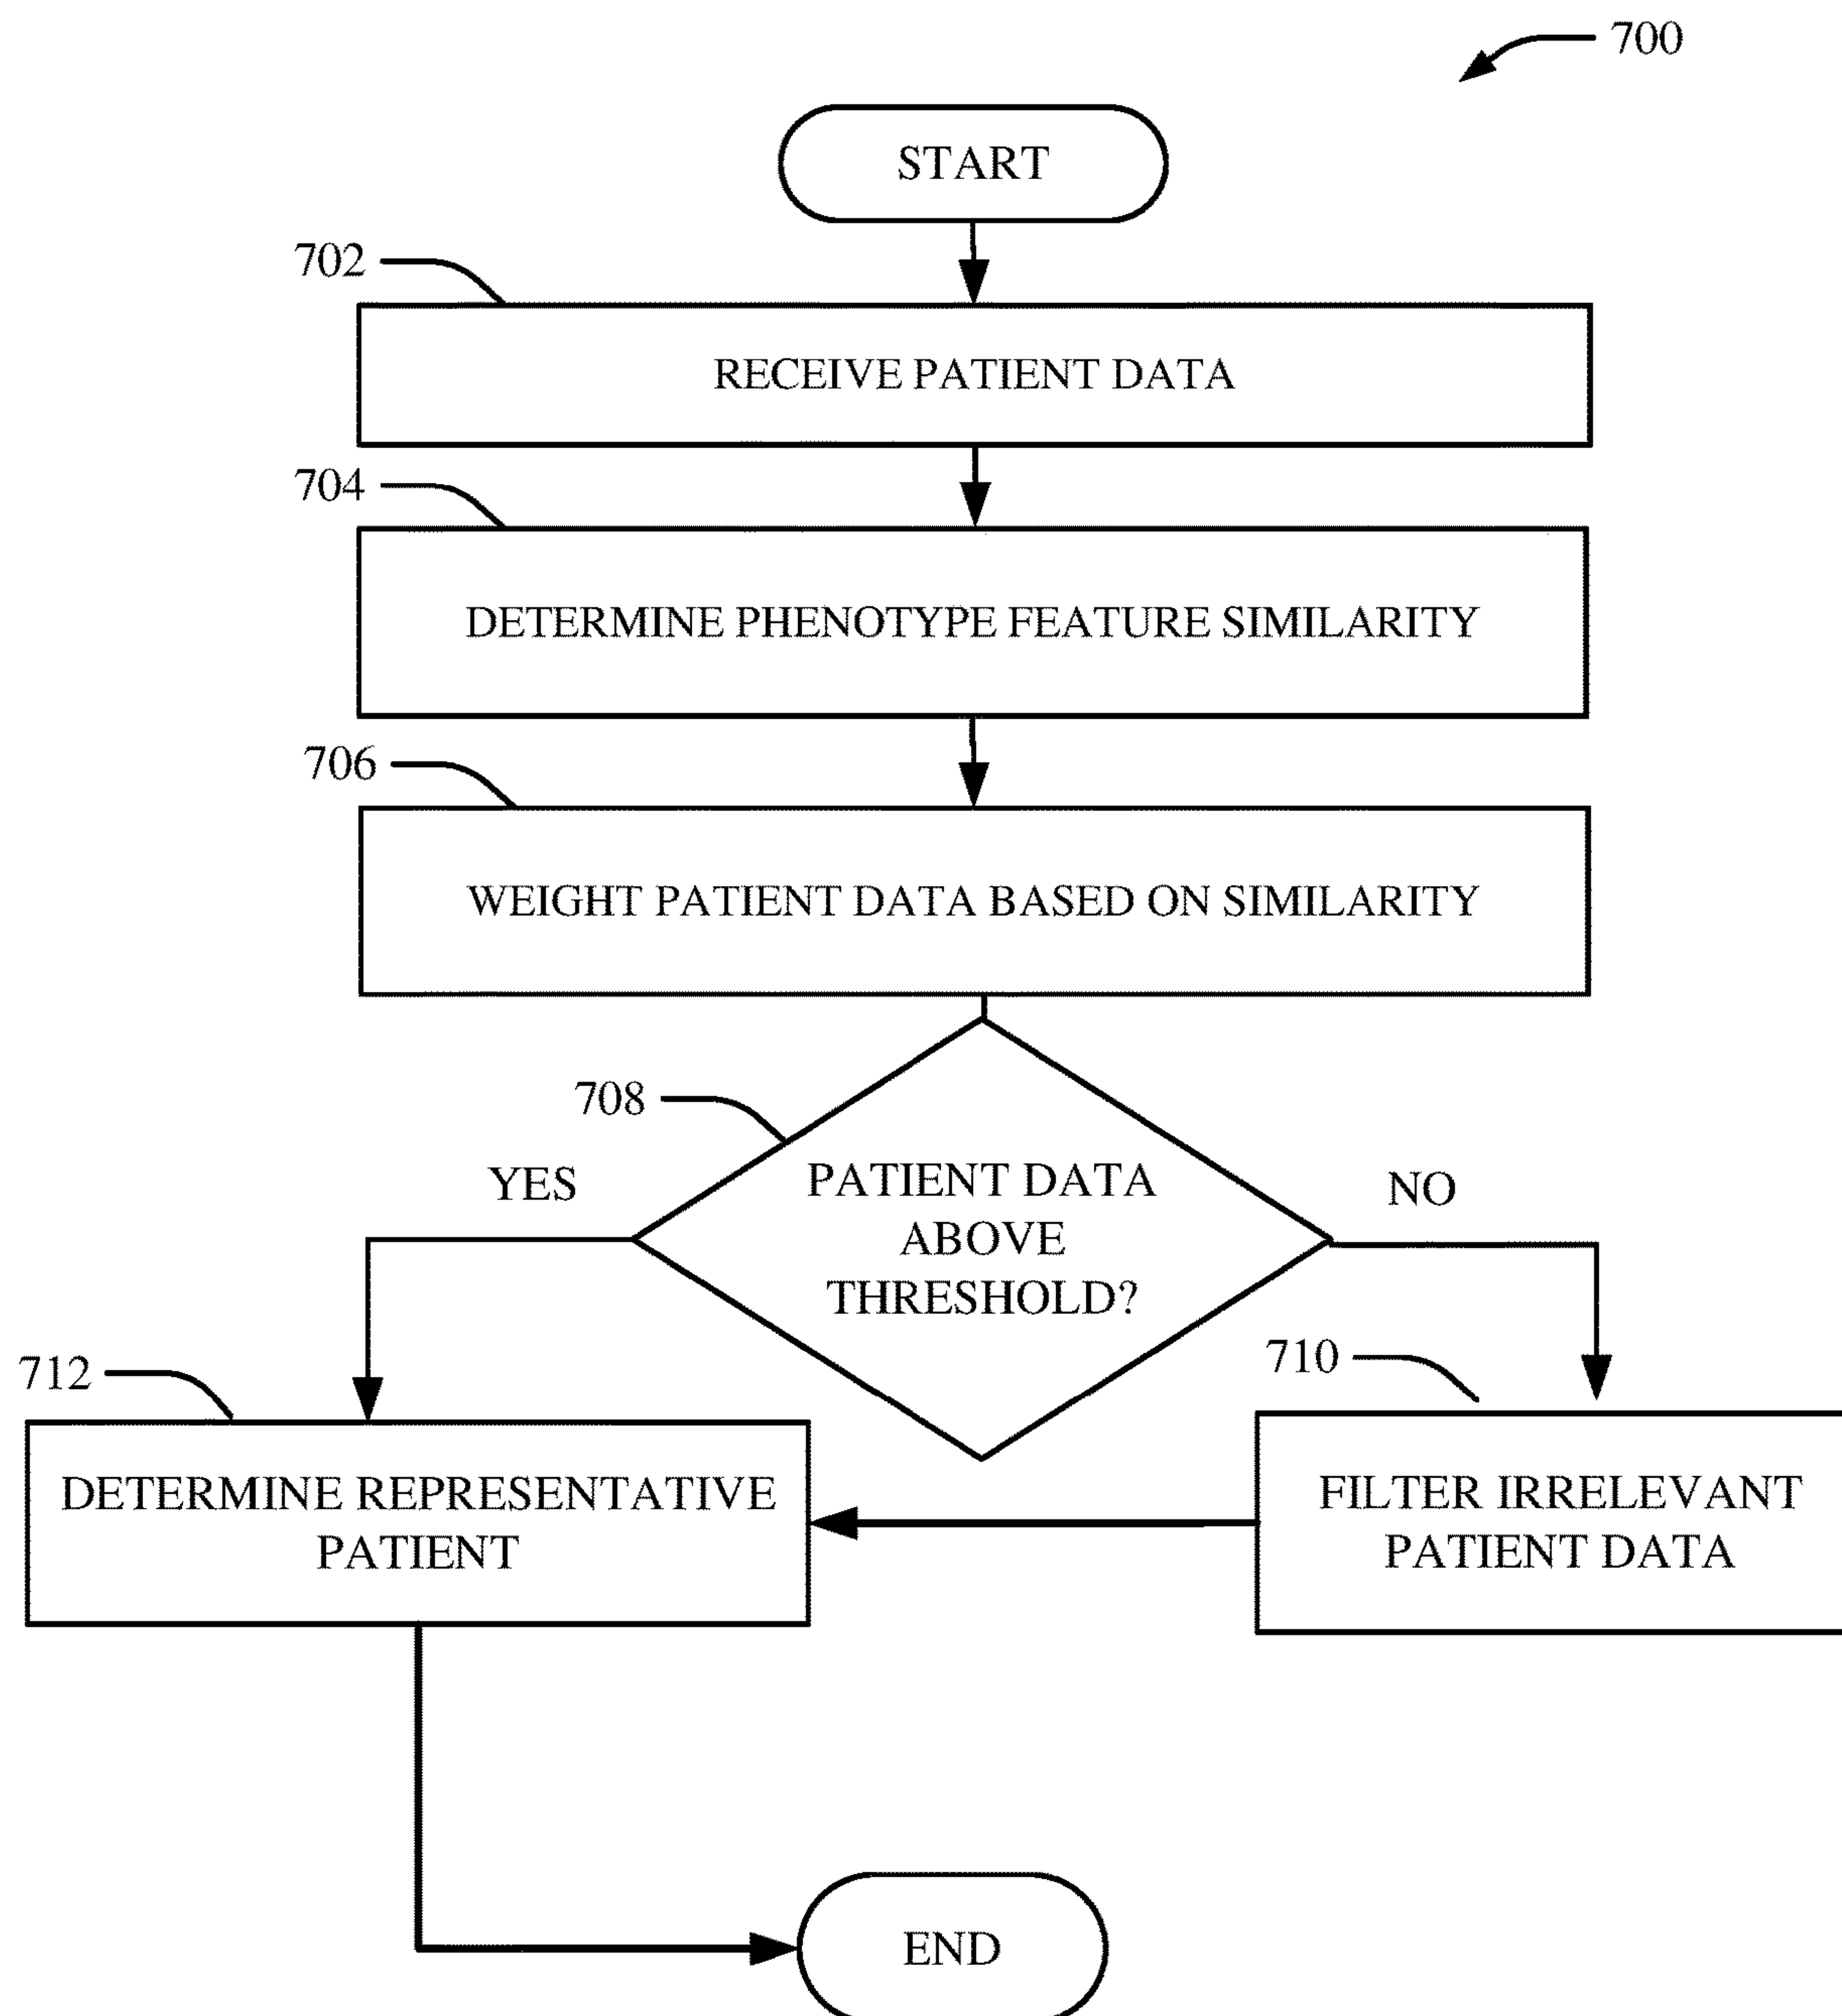 700
START
702
RECEIVE PATIENT DATA
704
DETERMINE PHENOTYPE FEATURE SIMILARITY
706
WEIGHT PATIENT DATA BASED ON SIMILARITY
708
YES
PATIENT DATA
ABOVE
THRESHOLD?
NO
712
710
DETERMINE REPRESENTATIVE
PATIENT
FILTER IRRELEVANT
PATIENT DATA
END